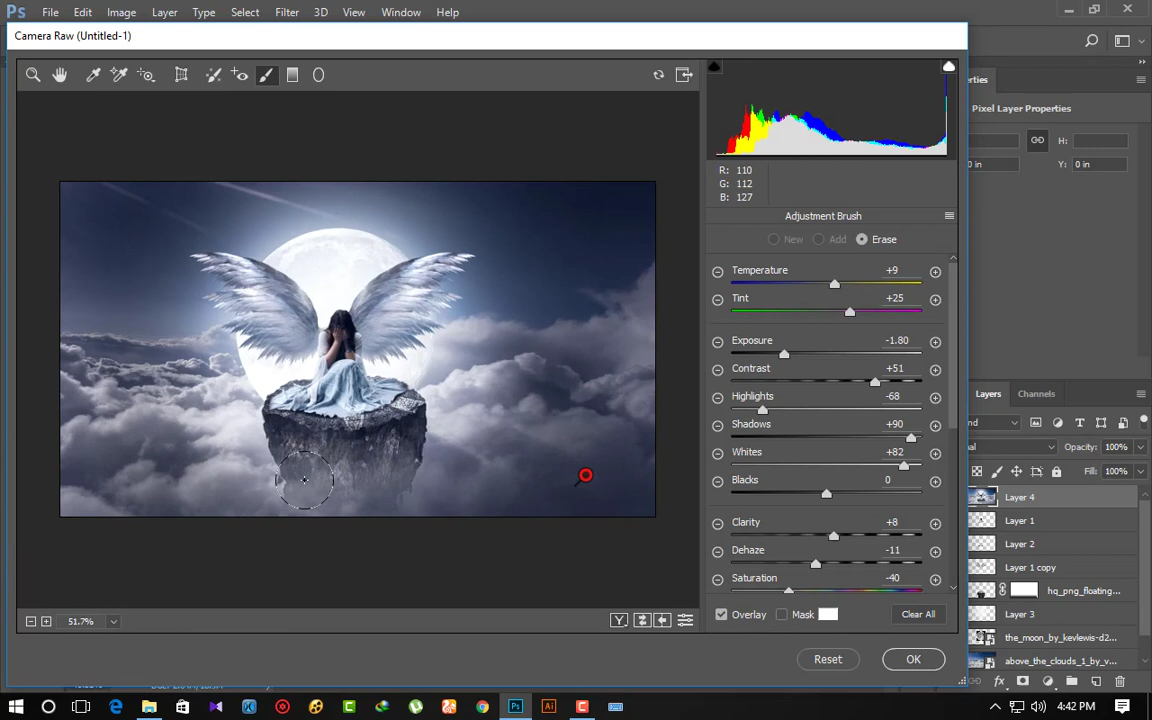 Ps File Edit Image Layer Type Select Filter 3D View Window Help
Camera Raw (Untitled-1)
R: 110
G: 112
B: 127
Adjustment Brush
New Add Erase
Temperature +9
Tint +25
Exposure -1.80
Contrast +51
Highlights -68
Shadows +90
Whites +82
Blacks 0
Clarity +8
Dehaze -11
Saturation -40
51.7%
Y
Overlay Mask Clear All
Reset OK
Pixel Layer Properties
H:
0 in Y: 0 in
Layers Channels
Opacity: 100%
Fill: 100%
Layer 4
Layer 1
Layer 2
Layer 1 copy
hq_png_floating...
Layer 3
the_moon_by_kevlewis-d2...
above_the_clouds_1_by_v...
fx
Ps Ai C
4:42 PM